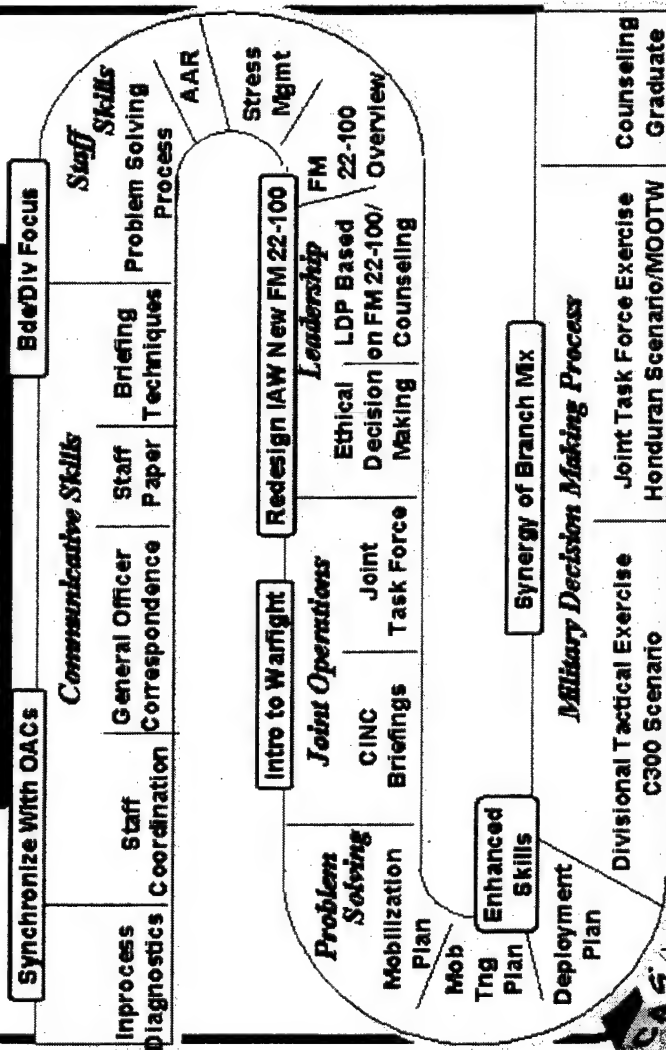 Synchronize With OACs
Bde/Div Focus
Communicative Skills
Staff
Skills
Inprocess
Diagnostics
Staff
Coordination
General Officer
Correspondence
Staff
Paper
Briefing
Techniques
Problem Solving
Process
AAR
Stress
Mgmt
FM
22-100
Overview
Intro to Warfight
Redesign IAW New FM 22-100
Leadership
LDP Based
on FM 22-100/
Counseling
Ethical
Decision
Making
Joint Operations
Joint
Task Force
CINC
Briefings
Problem
Solving
Mobilization
Plan
Mob
Tng
Plan
Enhanced
Skills
Deployment
Plan
Synergy of Branch Mix
Military Decision Making Process
Divisional Tactical Exercise
C300 Scenario
Joint Task Force Exercise
Honduran Scenario/MOOTW
Counseling
Graduate